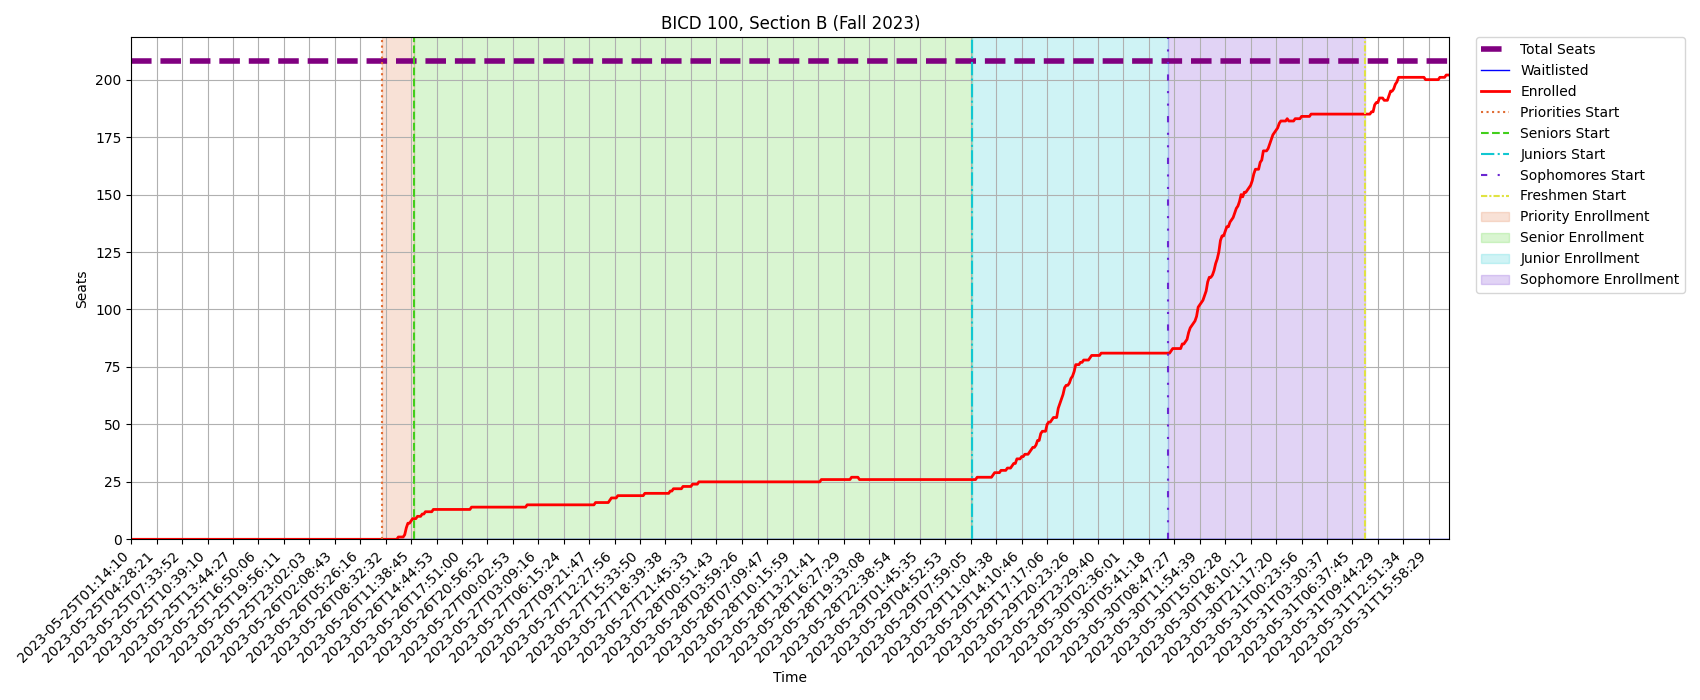 BICD 100, Section B (Fall 2023)
Total Seats
Waitlisted
Enrolled
Priorities Start
Seniors Start
Juniors Start
Sophomores Start
Freshmen Start
Priority Enrollment
Senior Enrollment
Junior Enrollment
Sophomore Enrollment
Seats
200
175
150
125
100
75
50
25
0
2023-05-25T01:14:10
2023-05-25T04:28:21
2023-05-25T07:33:52
2023-05-25T10:39:10
2023-05-25T13:44:27
2023-05-25T16:50:06
2023-05-25T19:56:11
2023-05-25T23:02:03
2023-05-26T02:08:43
2023-05-26T05:26:16
2023-05-26T08:32:32
2023-05-26T11:38:45
2023-05-26T14:44:53
2023-05-26T17:51:00
2023-05-26T20:56:52
2023-05-27T00:02:53
2023-05-27T03:09:16
2023-05-27T06:15:24
2023-05-27T09:21:47
2023-05-27T12:27:56
2023-05-27T15:33:50
2023-05-27T18:39:38
2023-05-27T21:45:33
2023-05-28T00:51:43
2023-05-28T03:59:26
2023-05-28T07:09:47
2023-05-28T10:15:59
2023-05-28T13:21:41
2023-05-28T16:27:29
2023-05-28T19:33:08
2023-05-28T22:38:54
2023-05-29T01:45:35
2023-05-29T04:52:53
2023-05-29T07:59:05
2023-05-29T11:04:38
2023-05-29T14:10:46
2023-05-29T17:17:06
2023-05-29T20:23:26
2023-05-29T23:29:40
2023-05-30T02:36:01
2023-05-30T05:41:18
2023-05-30T08:47:27
2023-05-30T11:54:39
2023-05-30T15:02:28
2023-05-30T18:10:12
2023-05-30T21:17:20
2023-05-31T00:23:56
2023-05-31T03:30:37
2023-05-31T06:37:45
2023-05-31T09:44:29
2023-05-31T12:51:34
2023-05-31T15:58:29
Time